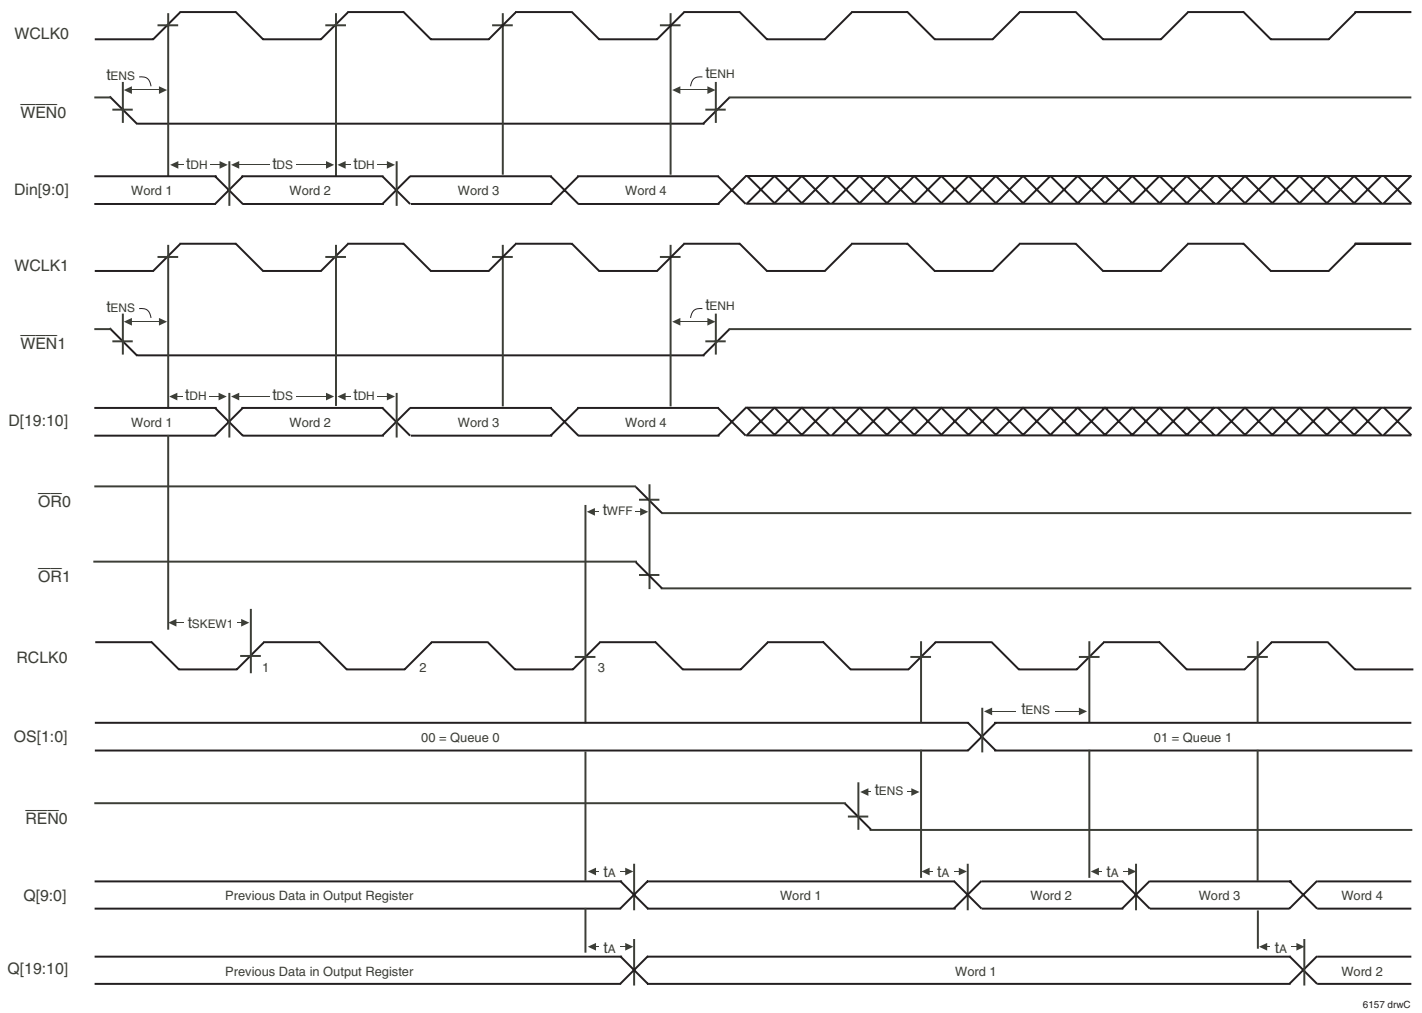 WCLK0
tENS
tENH
WEN0
tDH tDS tDH
Din[9:0] Word 1 Word 2 Word 3 Word 4
WCLK1
tENS
tENH
WEN1
tDH tDS tDH
D[19:10] Word 1 Word 2 Word 3 Word 4
OR0
tWFF
OR1
tSKEW1
RCLK0 1 2 3
tENS
OS[1:0] 00 = Queue 0 01 = Queue 1
tENS
REN0
tA tA tA
Q[9:0] Previous Data in Output Register Word 1 Word 2 Word 3 Word 4
tA tA
Q[19:10] Previous Data in Output Register Word 1 Word 2
6157 drwC